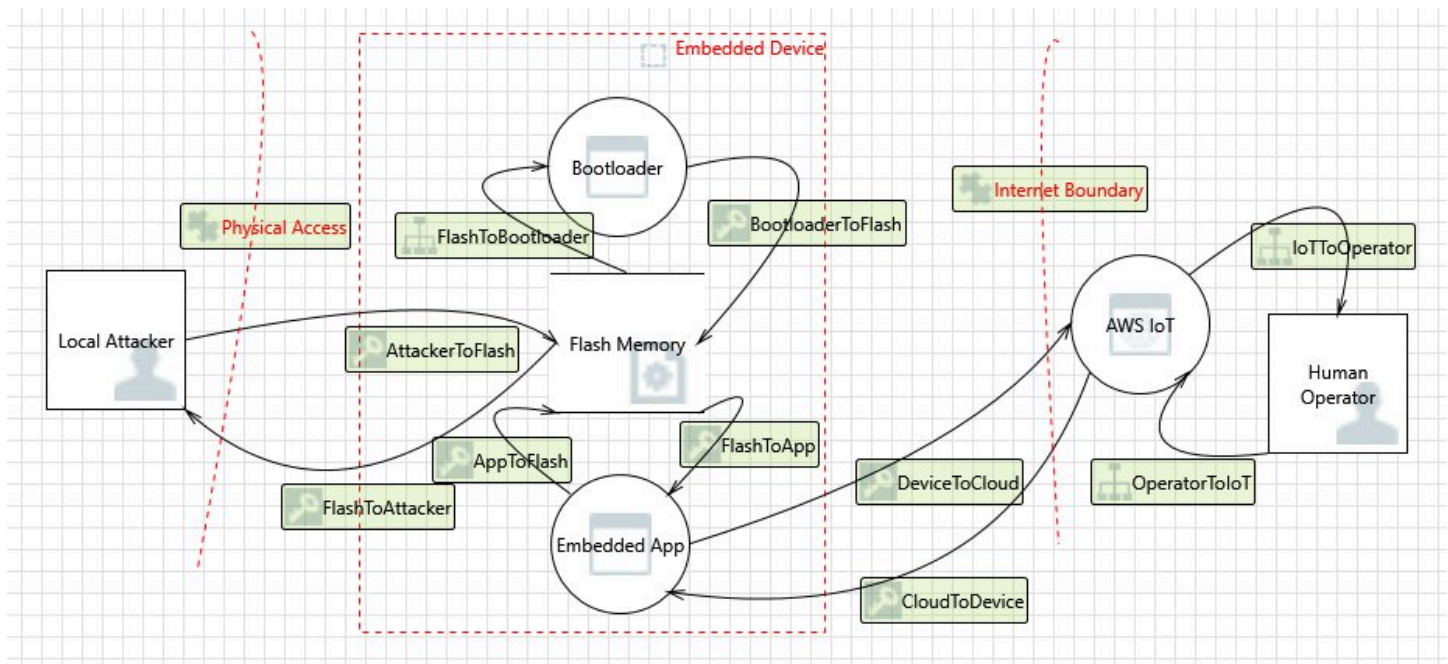 Embedded Device
Bootloader
Physical Access
FlashToBootloader
BootloaderToFlash
Internet Boundary
IoTToOperator
Local Attacker
AttackerToFlash
Flash Memory
AWS IoT
Human
Operator
AppToFlash
FlashToApp
FlashToAttacker
DeviceToCloud
OperatorToIoT
Embedded App
CloudToDevice